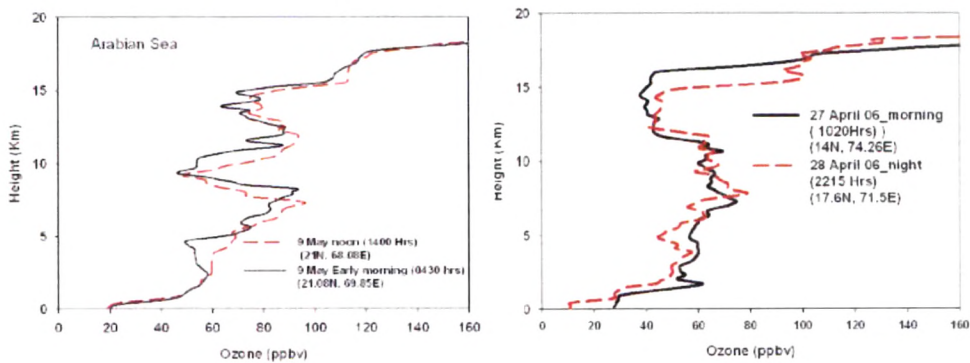 20
15
10
5
0
Height (Km)
Arabian Sea
9 May noon (1400 Hrs)
(21N, 68.08E)
9 May Early morning (0430 hrs)
(21.08N, 69.85E)
0 20 40 60 80 100 120 140 160
Ozone (ppbv)
20
15
10
5
0
Height (Km)
27 April 06_morning
( 1020Hrs) )
(14N, 74.26E)
28 April 06_night
(2215 Hrs)
(17.6N, 71.5E)
0 20 40 60 80 100 120 140 160
Ozone (ppbv)